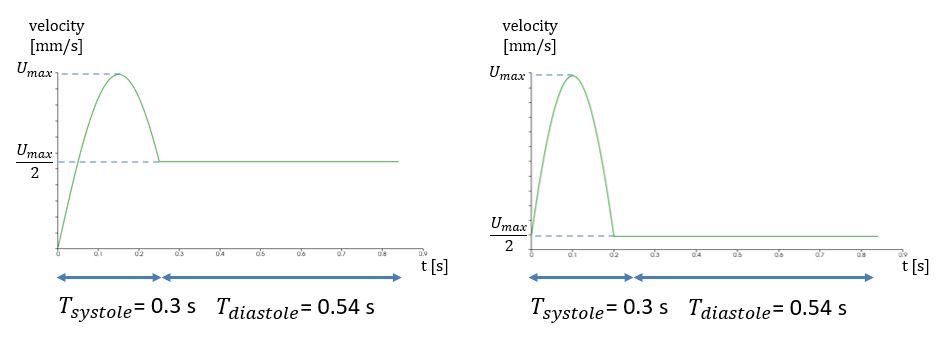 velocity
[mm/s]
U_max
U_max
2
0 0.1 0.2 0.3 0.4 0.5 0.6 0.7 0.8 0.9
t [s]
T_systole= 0.3 s T_diastole= 0.54 s
velocity
[mm/s]
U_max
U_max
2
0 0.1 0.2 0.3 0.4 0.5 0.6 0.7 0.8 0.9
t [s]
T_systole= 0.3 s T_diastole= 0.54 s